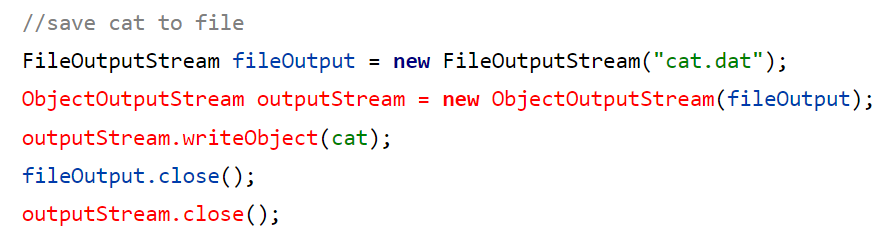 //save cat to file
FileOutputStream fileOutput = new FileOutputStream("cat.dat");
ObjectOutputStream outputStream = new ObjectOutputStream(fileOutput);
outputStream.writeObject(cat);
fileOutput.close();
outputStream.close();